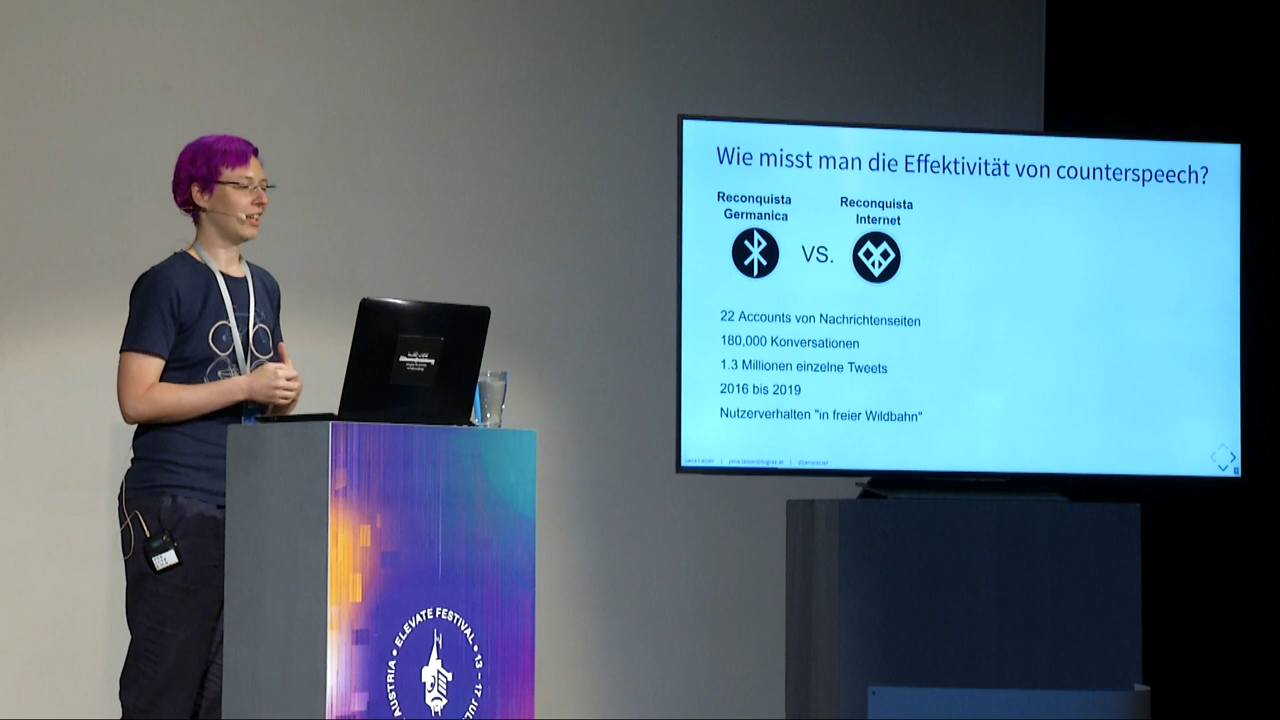 Wie misst man die Effektivität von counterspeech?
Reconquista
Germanica
VS.
Reconquista
Internet
22 Accounts von Nachrichtenseiten
180,000 Konversationen
1.3 Millionen einzelne Tweets
2016 bis 2019
Nutzerverhalten "in freier Wildbahn"
AUSTRIA • ELEVATE FESTIVAL • 13 – 17 JUL